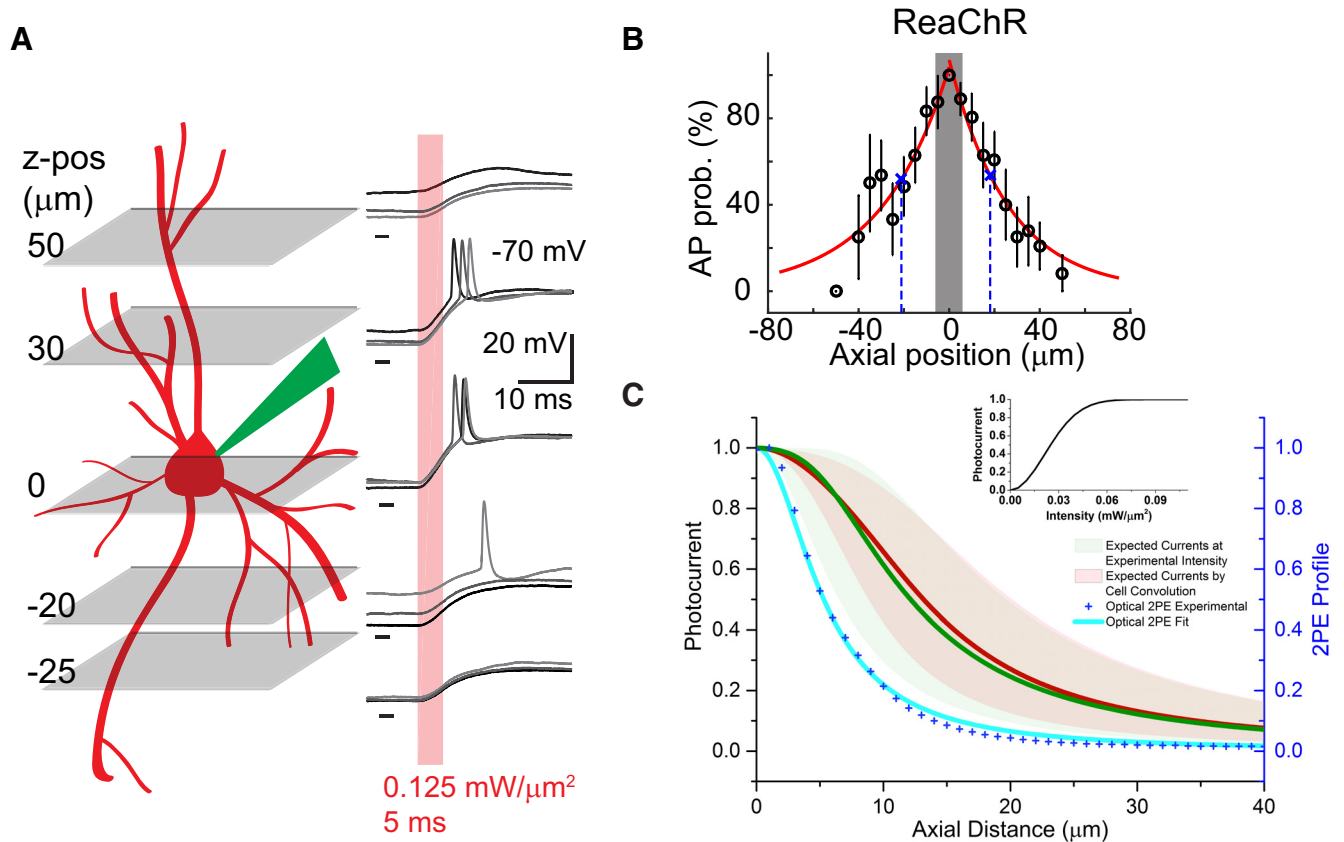 A
z-pos
(μm)
50
30
0
-20
-25
-70 mV
20 mV
10 ms
0.125 mW/μm²
5 ms
B
ReaChR
AP prob. (%)
80
40
0
-80
-40
0
40
80
Axial position (μm)
C
Photocurrent
1.0
0.8
0.6
0.4
0.2
0.0
0
10
20
30
40
Axial Distance (μm)
Photocurrent
1.0
0.8
0.6
0.4
0.2
0.0
0.00
0.03
0.06
0.09
Intensity (mW/μm²)
Expected Currents at
Experimental Intensity
Expected Currents by
Cell Convolution
Optical 2PE Experimental
Optical 2PE Fit
1.0
0.8
0.6
0.4
0.2
0.0
2PE Profile